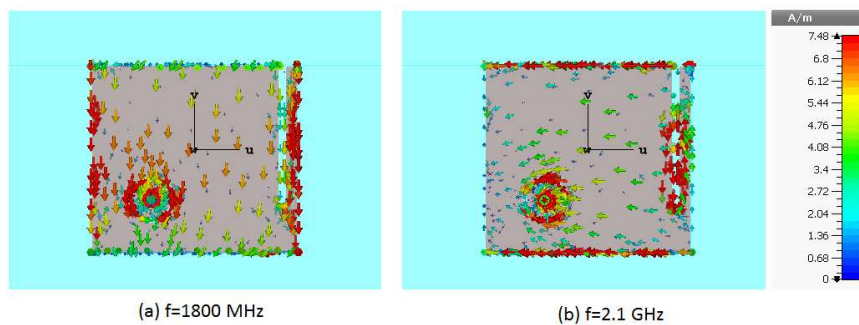 A/m
7.48
6.8
6.12
5.44
4.76
4.08
3.4
2.72
2.04
1.36
0.68
0
v
w
u
v
w
u
(a) f=1800 MHz
(b) f=2.1 GHz